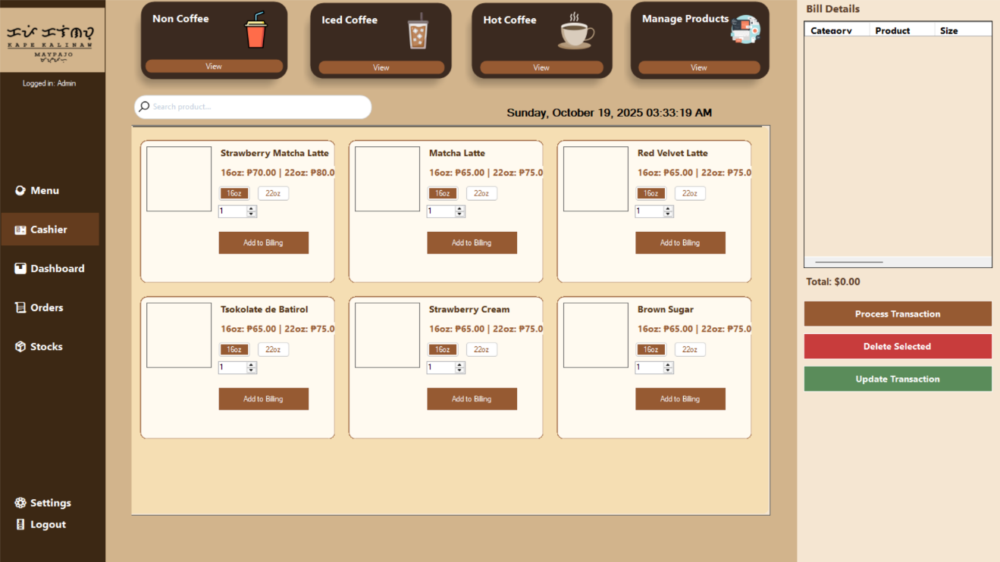 KAPE KALINAW
MAYPAJO
Logged in: Admin
Menu
Cashier
Dashboard
Orders
Stocks
Settings
Logout
Non Coffee
View
Iced Coffee
View
Hot Coffee
View
Manage Products
View
Search product...
Sunday, October 19, 2025 03:33:19 AM
Strawberry Matcha Latte
16oz: ₱70.00 | 22oz: ₱80.0
16oz 22oz
1
Add to Billing
Matcha Latte
16oz: ₱65.00 | 22oz: ₱75.0
16oz 22oz
1
Add to Billing
Red Velvet Latte
16oz: ₱65.00 | 22oz: ₱75.0
16oz 22oz
1
Add to Billing
Tsokolate de Batirol
16oz: ₱65.00 | 22oz: ₱75.0
16oz 22oz
1
Add to Billing
Strawberry Cream
16oz: ₱65.00 | 22oz: ₱75.0
16oz 22oz
1
Add to Billing
Brown Sugar
16oz: ₱65.00 | 22oz: ₱75.0
16oz 22oz
1
Add to Billing
Bill Details
Category Product Size
Total: $0.00
Process Transaction
Delete Selected
Update Transaction